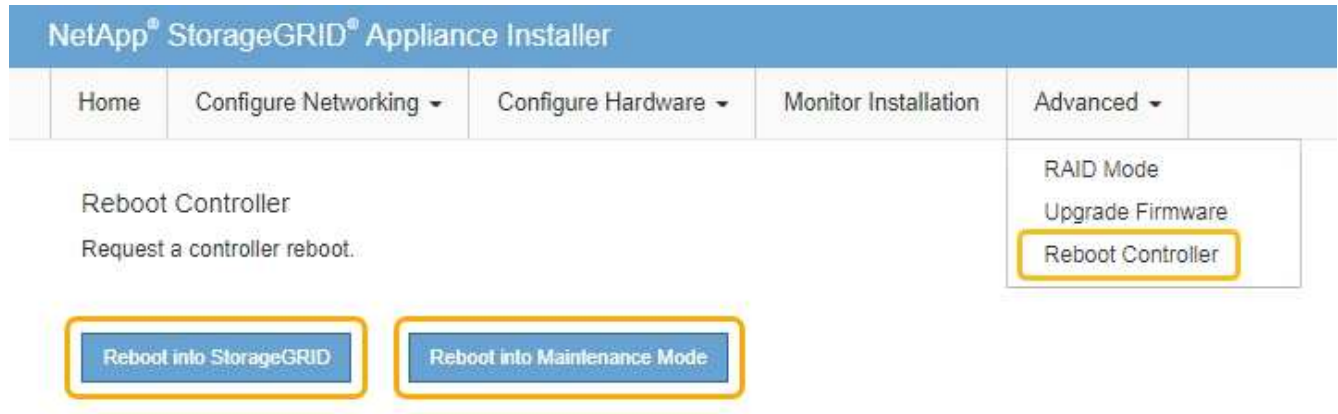 NetApp® StorageGRID® Appliance Installer
Home Configure Networking Configure Hardware Monitor Installation Advanced
RAID Mode
Upgrade Firmware
Reboot Controller
Reboot Controller
Request a controller reboot.
Reboot into StorageGRID Reboot into Maintenance Mode